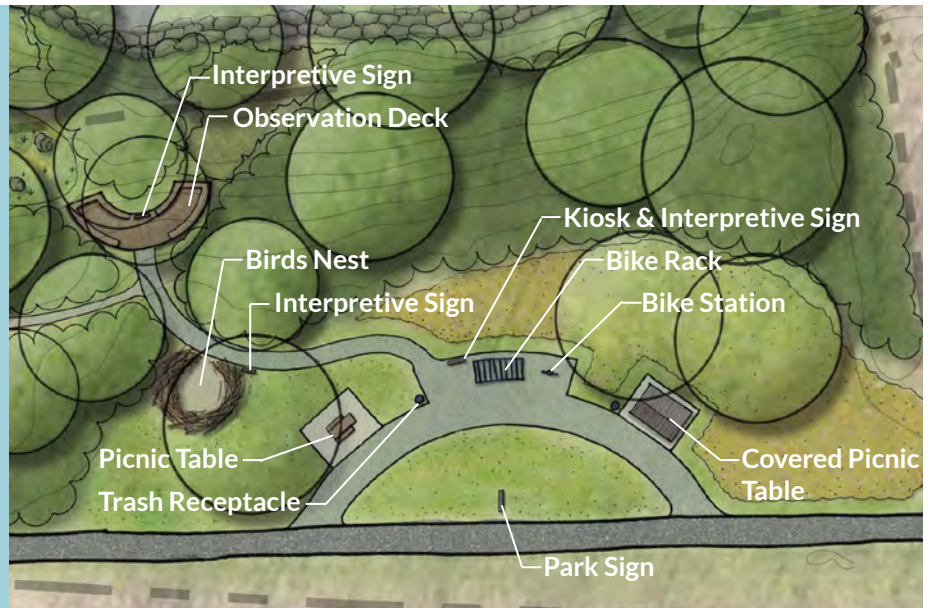 Interpretive Sign
Observation Deck
Kiosk & Interpretive Sign
Birds Nest
Bike Rack
Interpretive Sign
Bike Station
Picnic Table
Covered Picnic
Table
Trash Receptacle
Park Sign